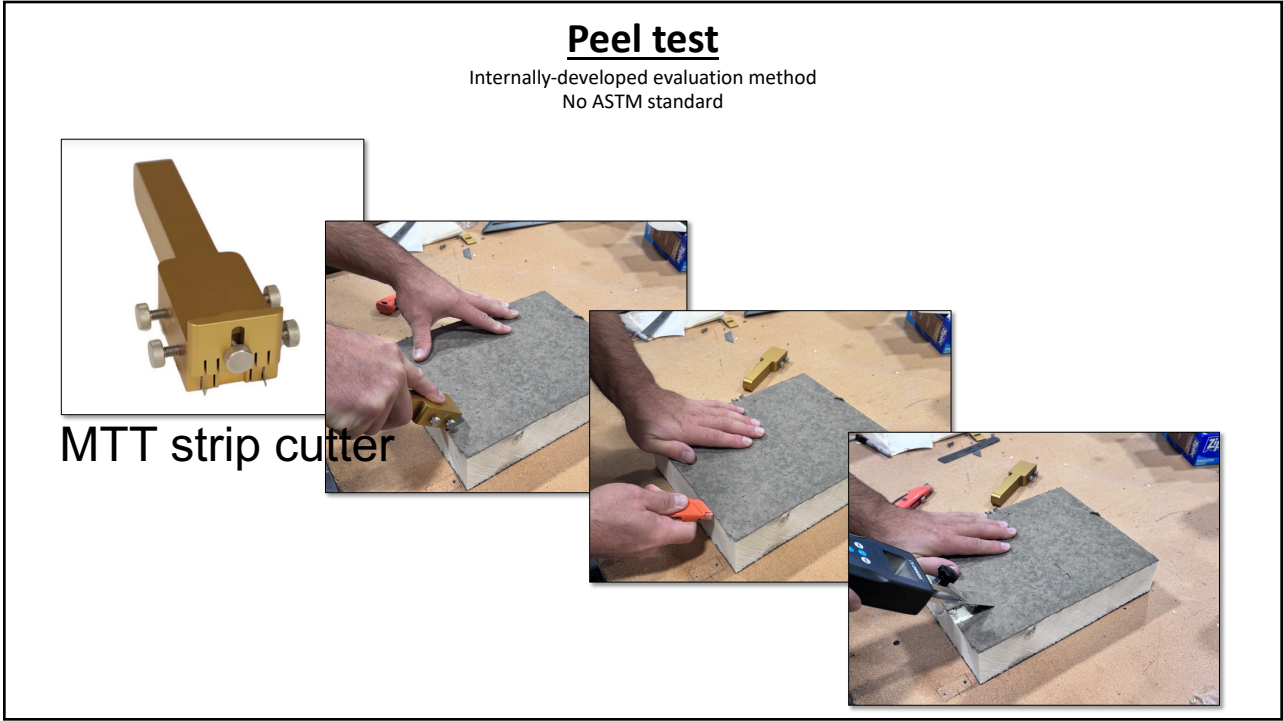 Peel test
Internally-developed evaluation method
No ASTM standard
MTT strip cutter